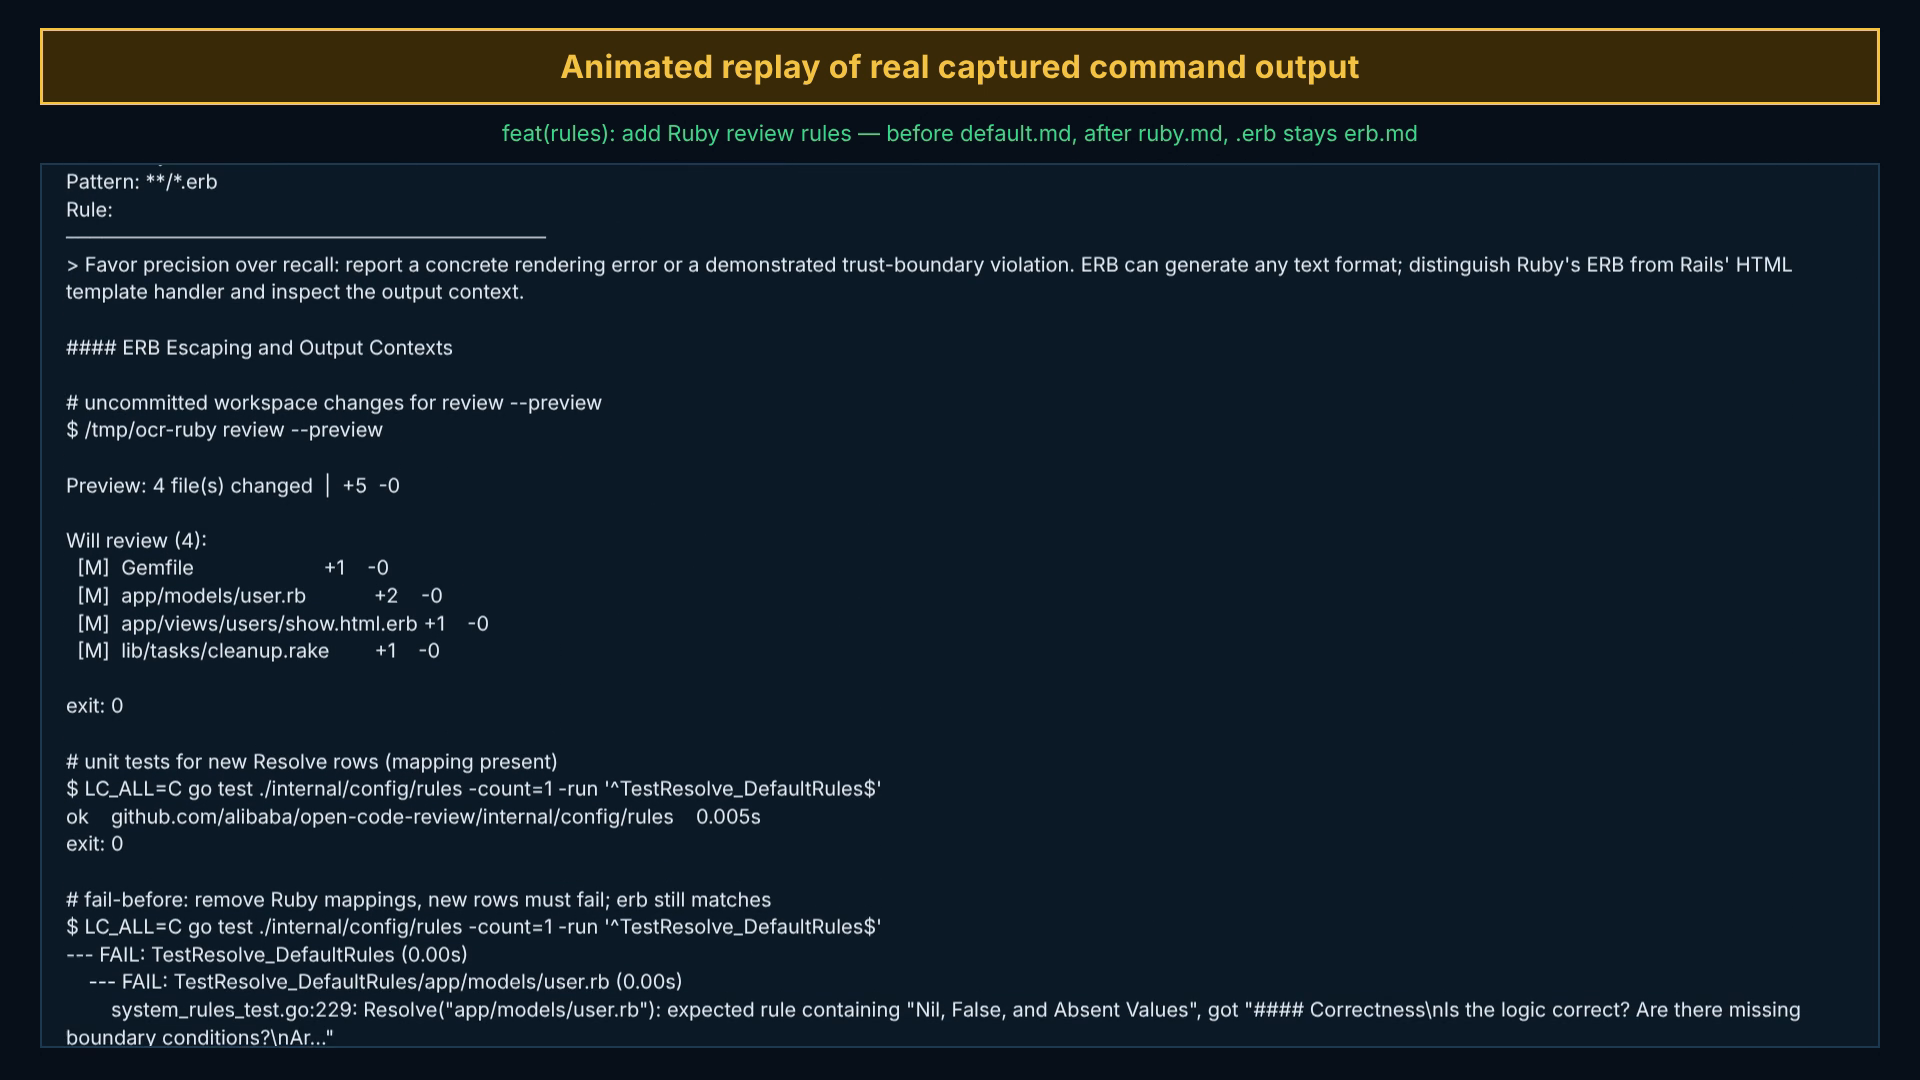 Animated replay of real captured command output
feat(rules): add Ruby review rules — before default.md, after ruby.md, .erb stays erb.md
Pattern: **/*.erb
Rule:
────────────────────────────────────────
> Favor precision over recall: report a concrete rendering error or a demonstrated trust-boundary violation. ERB can generate any text format; distinguish Ruby's ERB from Rails' HTML
template handler and inspect the output context.
#### ERB Escaping and Output Contexts
# uncommitted workspace changes for review --preview
$ /tmp/ocr-ruby review --preview
Preview: 4 file(s) changed │ +5 -0
Will review (4):
[M] Gemfile +1 -0
[M] app/models/user.rb +2 -0
[M] app/views/users/show.html.erb +1 -0
[M] lib/tasks/cleanup.rake +1 -0
exit: 0
# unit tests for new Resolve rows (mapping present)
$ LC_ALL=C go test ./internal/config/rules -count=1 -run '^TestResolve_DefaultRules$'
ok github.com/alibaba/open-code-review/internal/config/rules 0.005s
exit: 0
# fail-before: remove Ruby mappings, new rows must fail; erb still matches
$ LC_ALL=C go test ./internal/config/rules -count=1 -run '^TestResolve_DefaultRules$'
--- FAIL: TestResolve_DefaultRules (0.00s)
--- FAIL: TestResolve_DefaultRules/app/models/user.rb (0.00s)
system_rules_test.go:229: Resolve("app/models/user.rb"): expected rule containing "Nil, False, and Absent Values", got "#### Correctness\nIs the logic correct? Are there missing
boundary conditions?\nAr..."